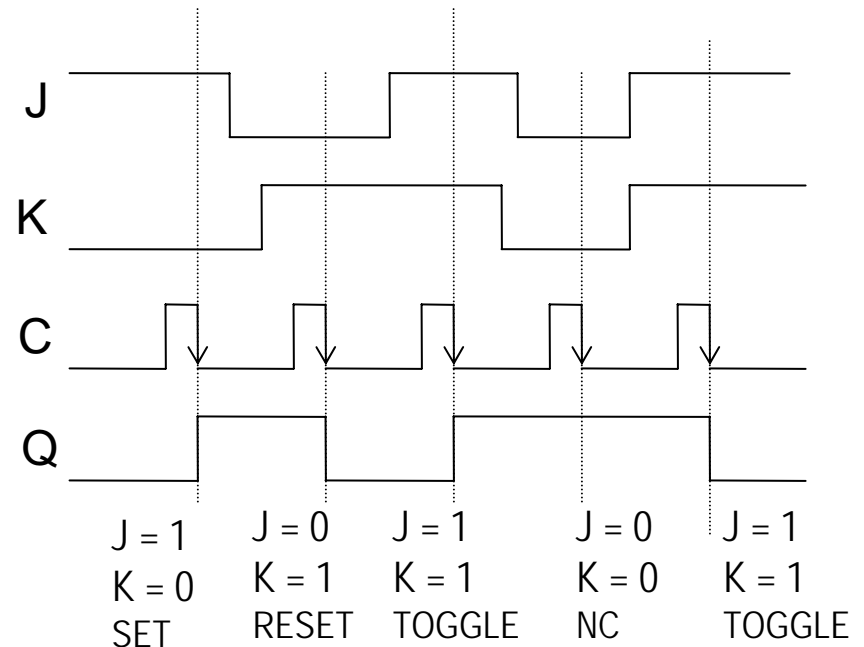 J
K
C
Q
J = 1
K = 0
SET
J = 0
K = 1
RESET
J = 1
K = 1
TOGGLE
J = 0
K = 0
NC
J = 1
K = 1
TOGGLE